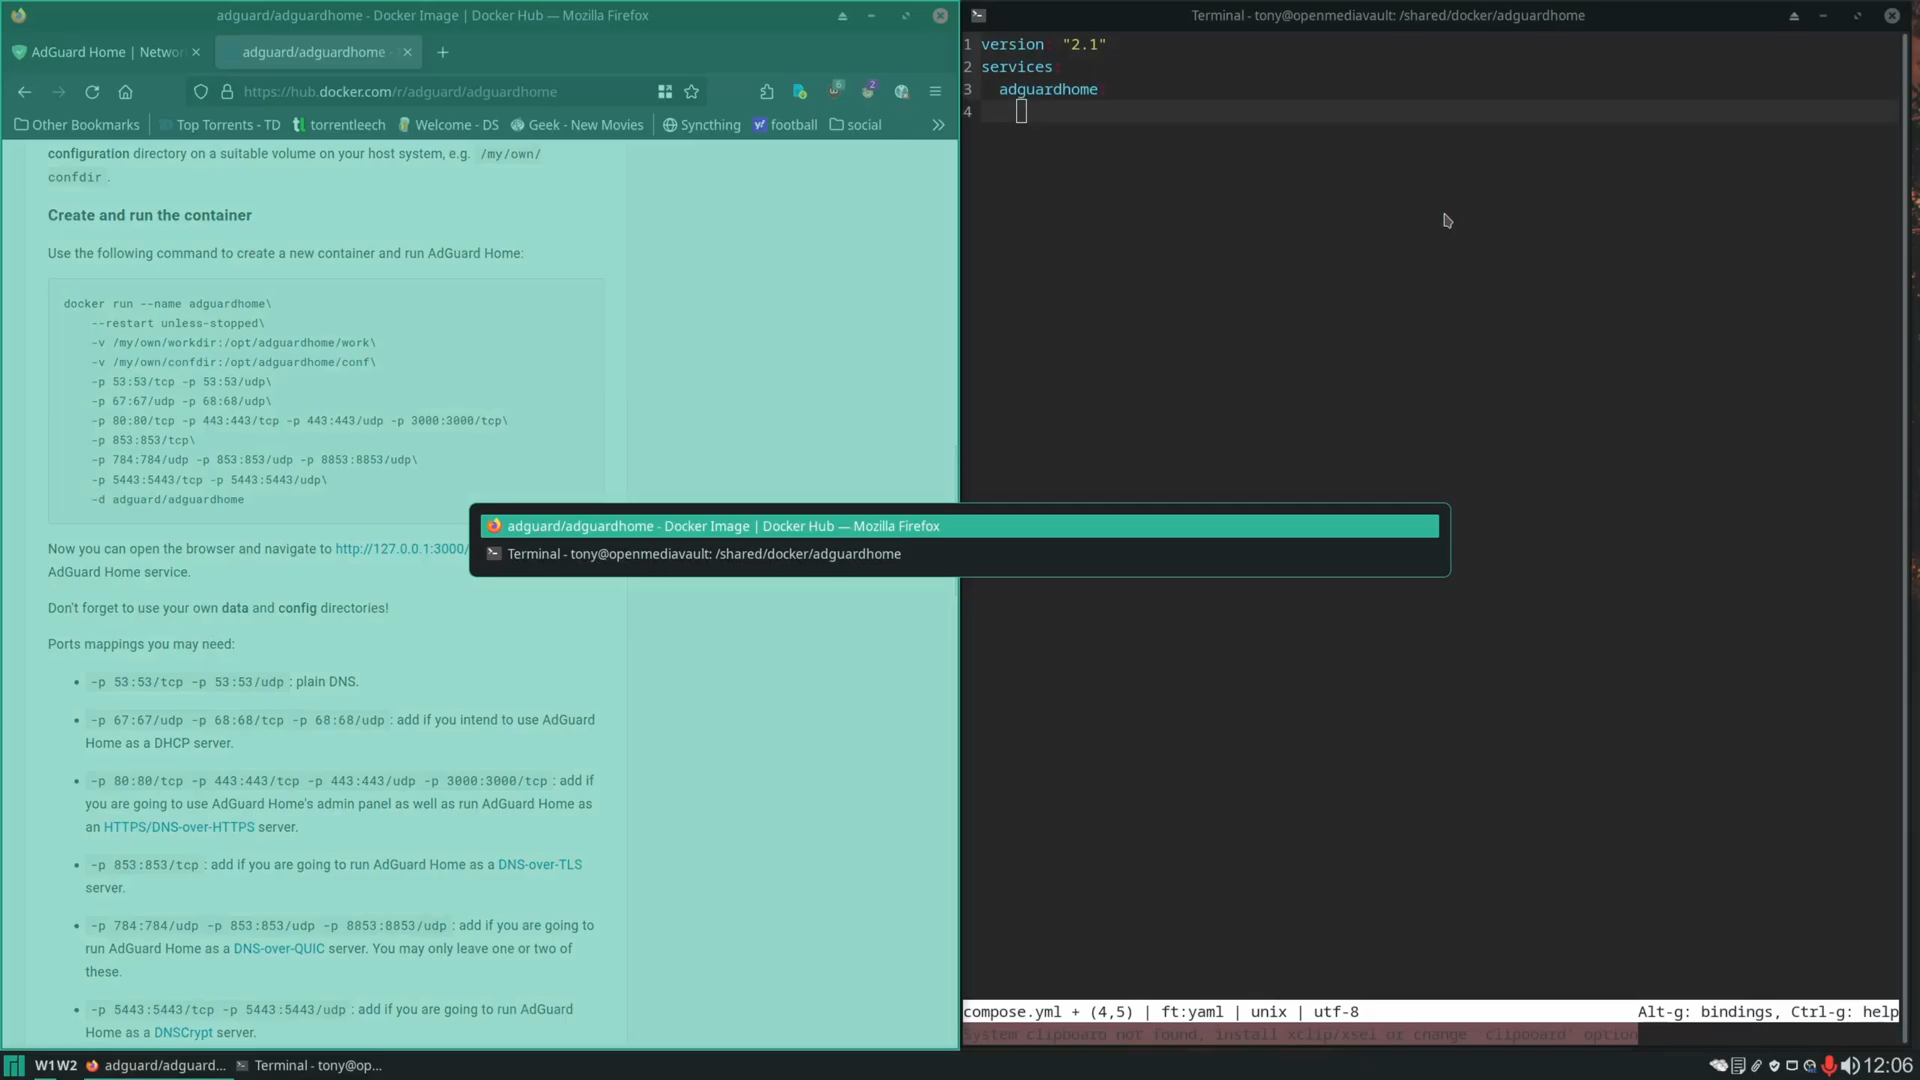 adguard/adguardhome - Docker Image | Docker Hub — Mozilla Firefox
AdGuard Home | Netwo
adguard/adguardhome -
https://hub.docker.com/r/adguard/adguardhome
6
2
Other Bookmarks
Top Torrents - TD
torrentleech
Welcome - DS
Geek - New Movies
Syncthing
football
social
configuration directory on a suitable volume on your host system, e.g. /my/own/
confdir .
Create and run the container
Use the following command to create a new container and run AdGuard Home:
docker run --name adguardhome\
--restart unless-stopped\
-v /my/own/workdir:/opt/adguardhome/work\
-v /my/own/confdir:/opt/adguardhome/conf\
-p 53:53/tcp -p 53:53/udp\
-p 67:67/udp -p 68:68/udp\
-p 80:80/tcp -p 443:443/tcp -p 443:443/udp -p 3000:3000/tcp\
-p 853:853/tcp\
-p 784:784/udp -p 853:853/udp -p 8853:8853/udp\
-p 5443:5443/tcp -p 5443:5443/udp\
-d adguard/adguardhome
Now you can open the browser and navigate to http://127.0.0.1:3000/
AdGuard Home service.
Don't forget to use your own data and config directories!
Ports mappings you may need:
• -p 53:53/tcp -p 53:53/udp : plain DNS.
• -p 67:67/udp -p 68:68/tcp -p 68:68/udp : add if you intend to use AdGuard
Home as a DHCP server.
• -p 80:80/tcp -p 443:443/tcp -p 443:443/udp -p 3000:3000/tcp : add if
you are going to use AdGuard Home's admin panel as well as run AdGuard Home as
an HTTPS/DNS-over-HTTPS server.
• -p 853:853/tcp : add if you are going to run AdGuard Home as a DNS-over-TLS
server.
• -p 784:784/udp -p 853:853/udp -p 8853:8853/udp : add if you are going to
run AdGuard Home as a DNS-over-QUIC server. You may only leave one or two of
these.
• -p 5443:5443/tcp -p 5443:5443/udp : add if you are going to run AdGuard
Home as a DNSCrypt server.
adguard/adguardhome - Docker Image | Docker Hub — Mozilla Firefox
Terminal - tony@openmediavault: /shared/docker/adguardhome
Terminal - tony@openmediavault: /shared/docker/adguardhome
1 version: "2.1"
2 services:
3 adguardhome:
4
compose.yml + (4,5) | ft:yaml | unix | utf-8
Alt-g: bindings, Ctrl-g: help
System clipboard not found, install xclip/xsel or change 'clipboard' option
W1W2
adguard/adguard...
Terminal - tony@op...
12:06